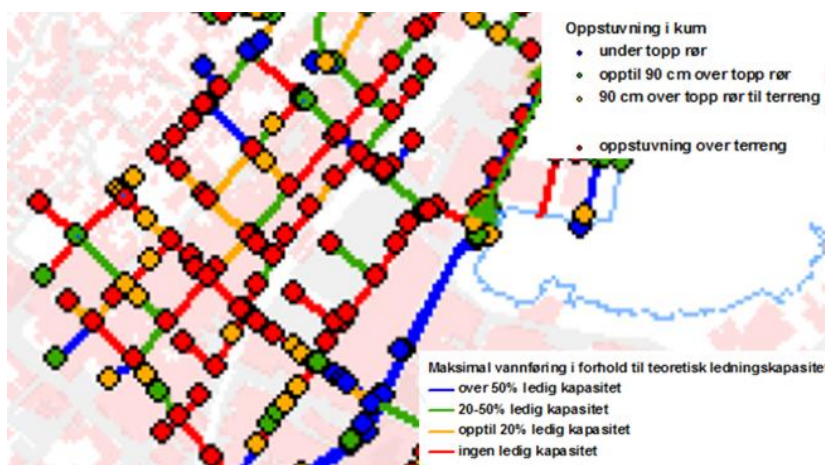 Oppstuvning i kum
under topp rør
opptil 90 cm over topp rør
90 cm over topp rør til terreng
oppstuvning over terreng
Maksimal vannføring i forhold til teoretisk ledningskapasitet
over 50% ledig kapasitet
20-50% ledig kapasitet
opptil 20% ledig kapasitet
ingen ledig kapasitet